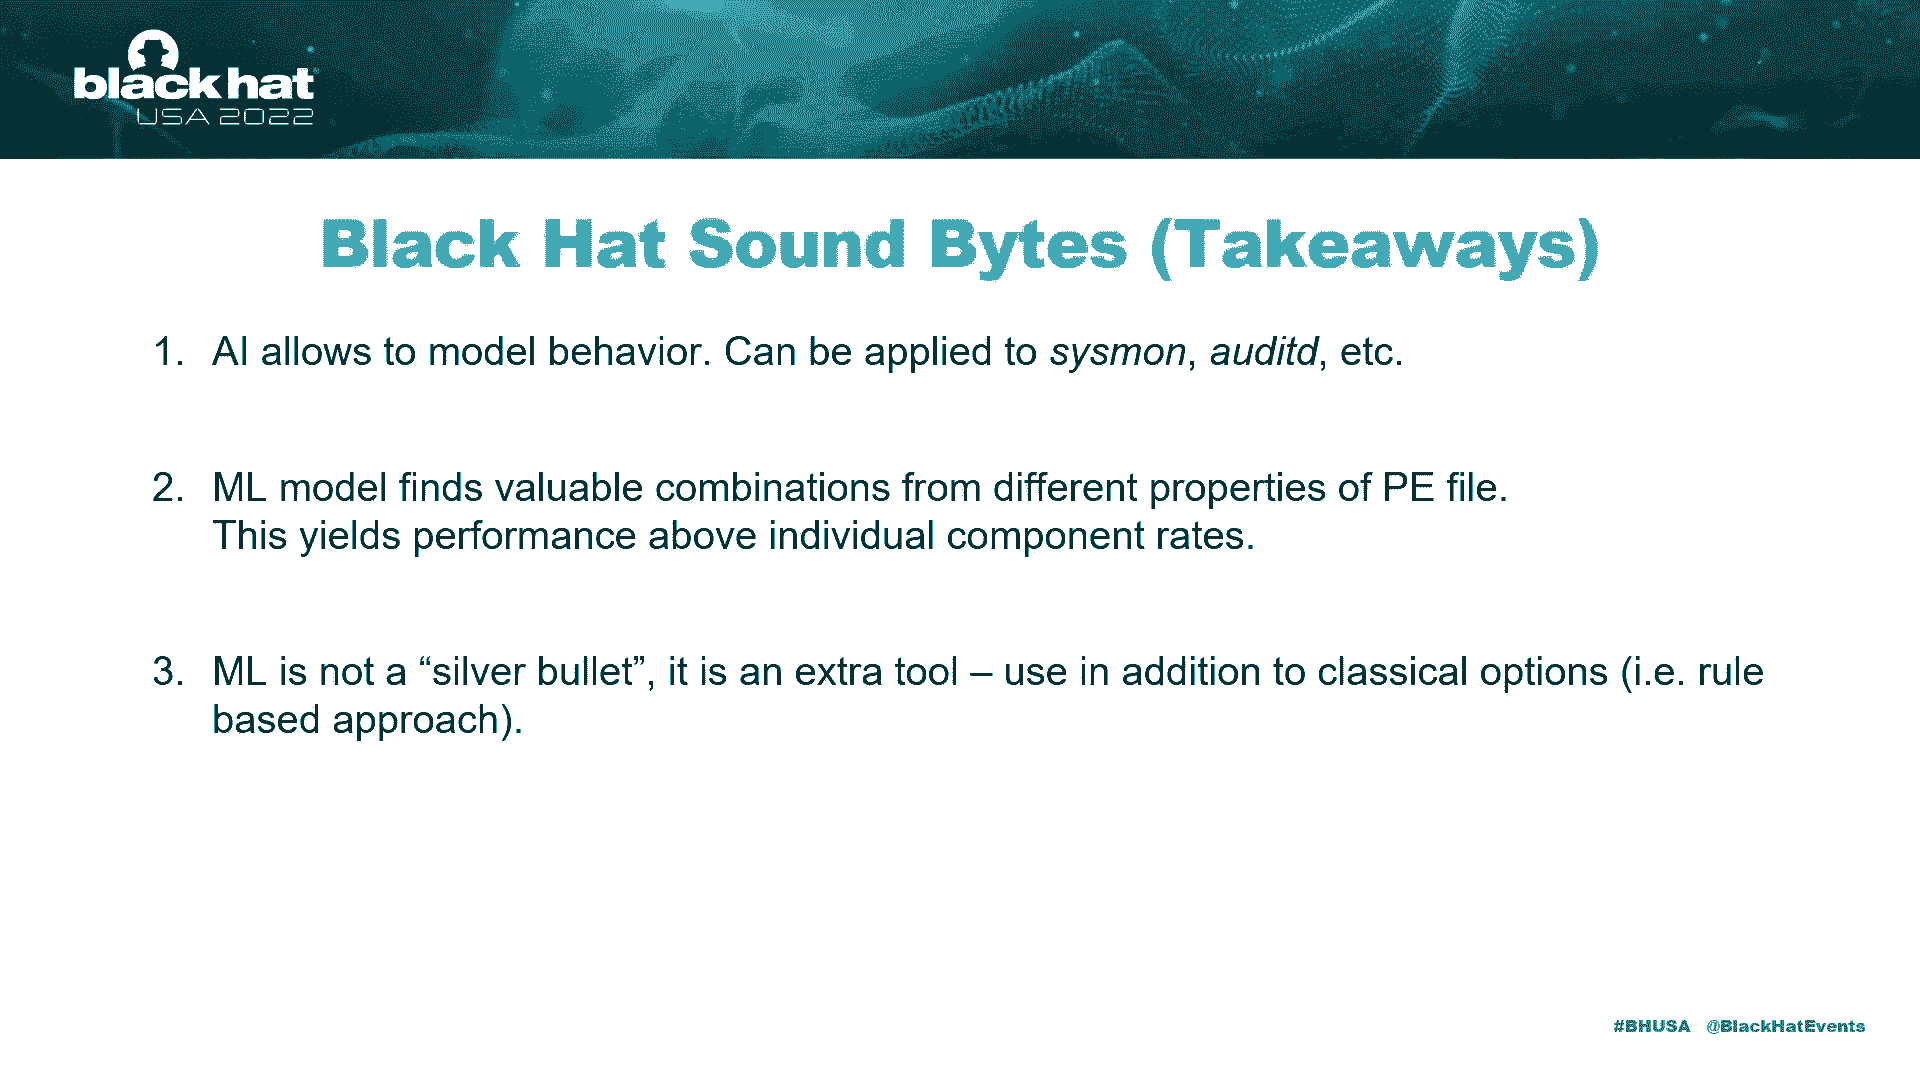 black hat
USA 2022
Black Hat Sound Bytes (Takeaways)
1. AI allows to model behavior. Can be applied to sysmon, auditd, etc.
2. ML model finds valuable combinations from different properties of PE file.
This yields performance above individual component rates.
3. ML is not a “silver bullet”, it is an extra tool – use in addition to classical options (i.e. rule
based approach).
#BHUSA @BlackHatEvents